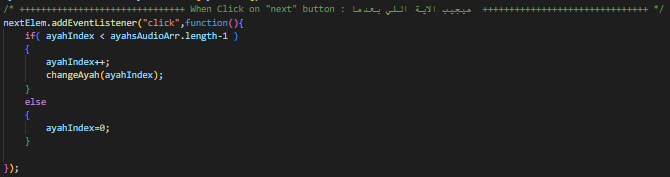 /* +++++++++++++++++++++++++++++++ When Click on "next" button : هيجيب الاية اللي بعدها +++++++++++++++++++++++++++++++ */
nextElem.addEventListener("click",function(){
    if( ayahIndex < ayahsAudioArr.length-1 )
    {
        ayahIndex++;
        changeAyah(ayahIndex);
    }
    else
    {
        ayahIndex=0;
    }
});